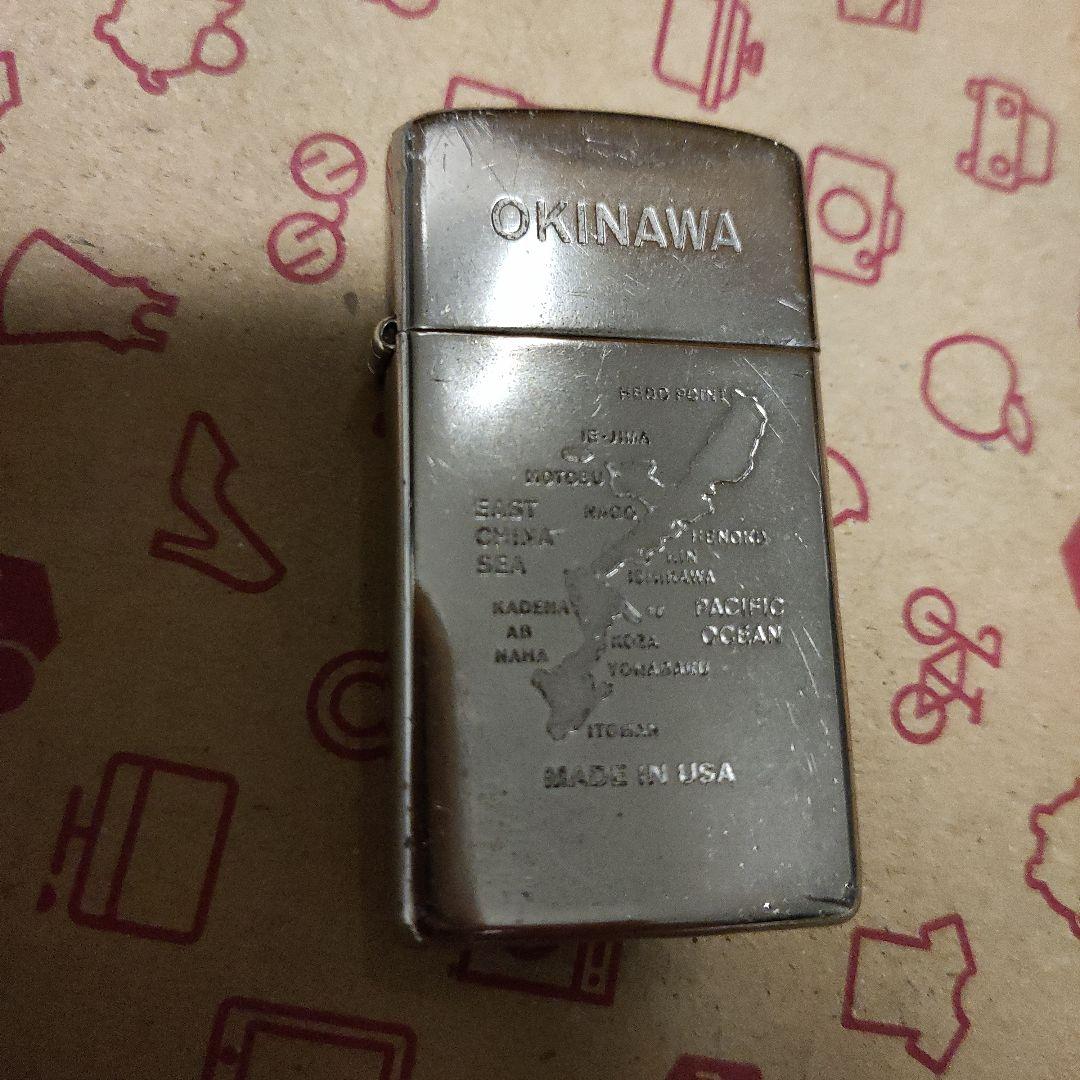 OKINAWA
HEDO POINT
IE-JIMA
MOTOBU
EAST
CHINA
SEA
NAGO
HENOKO
KIN
ISHIKAWA
KADENA
AB
NAHA
PACIFIC
OCEAN
KOZA
YONABARU
ITOMAN
MADE IN USA